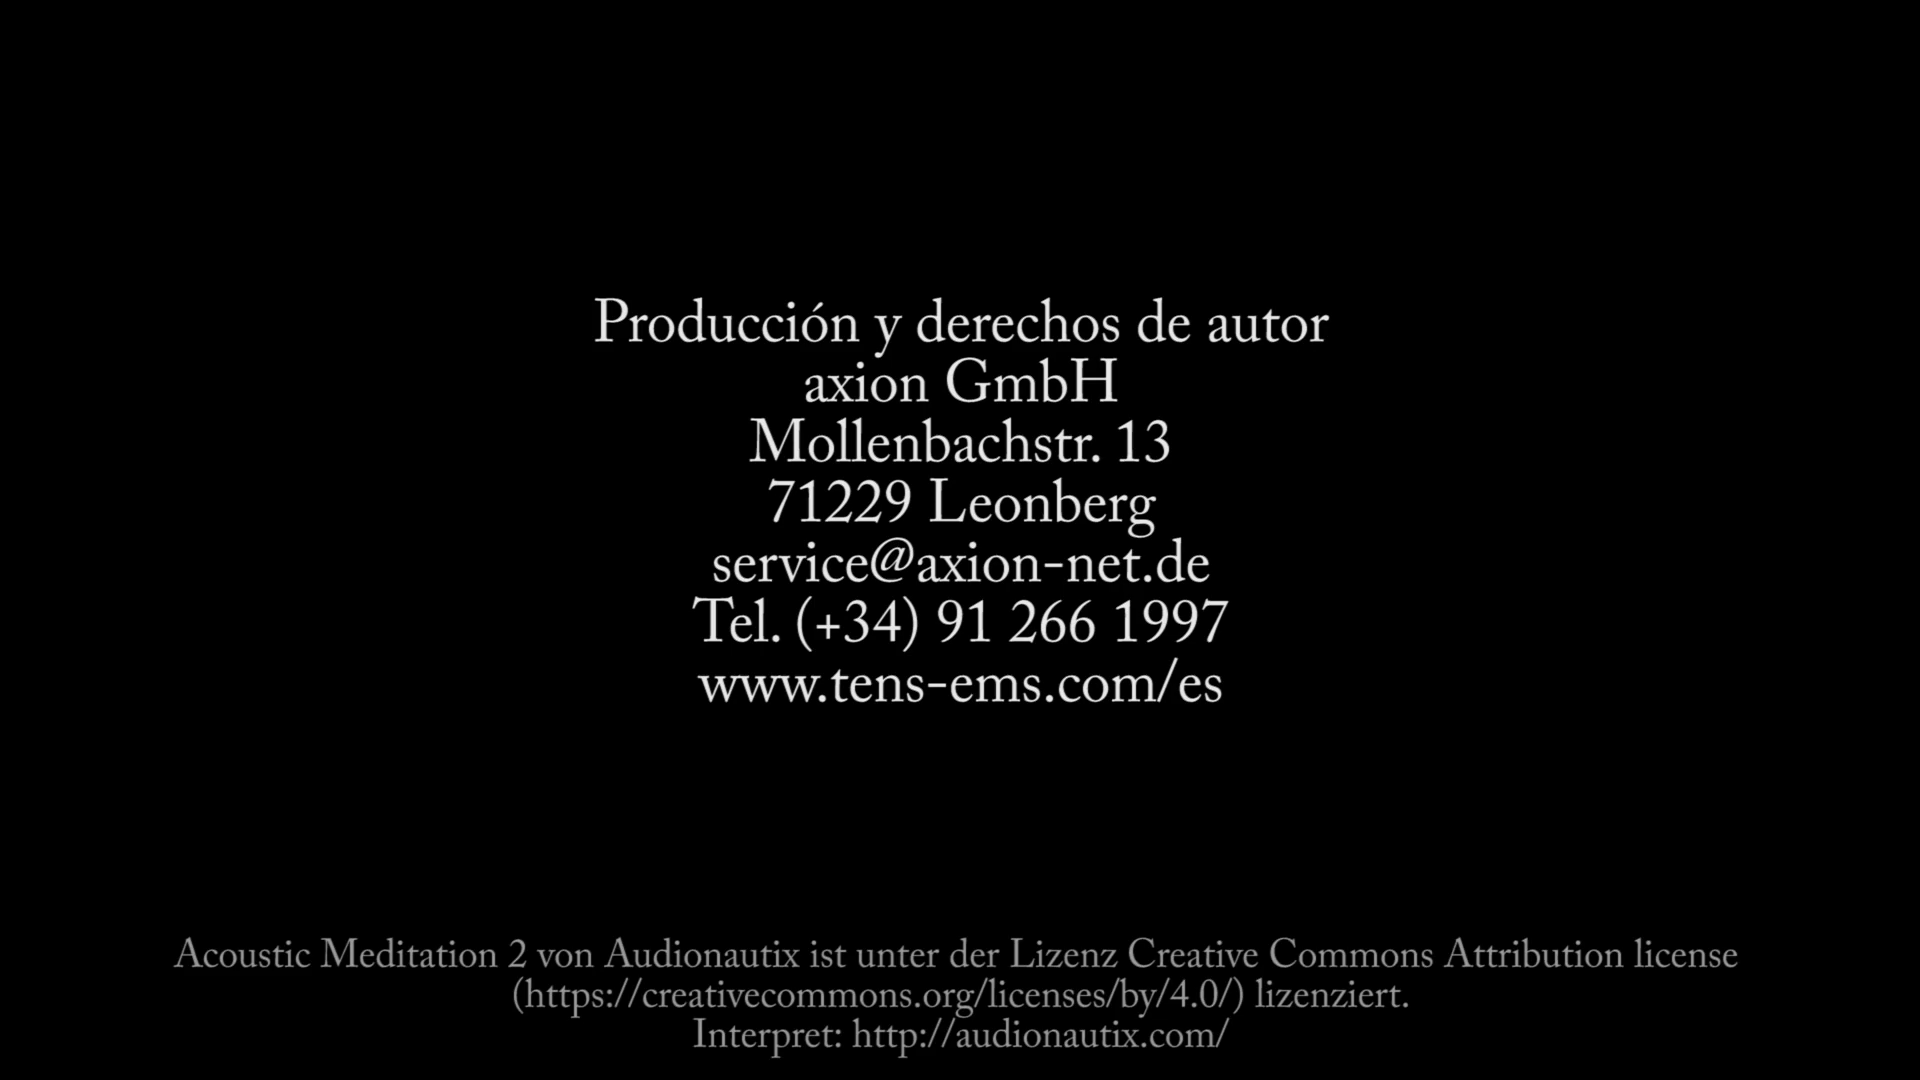 Producción y derechos de autor
axion GmbH
Mollenbachstr. 13
71229 Leonberg
service@axion-net.de
Tel. (+34) 91 266 1997
www.tens-ems.com/es
Acoustic Meditation 2 von Audionautix ist unter der Lizenz Creative Commons Attribution license
(https://creativecommons.org/licenses/by/4.0/) lizenziert.
Interpret: http://audionautix.com/